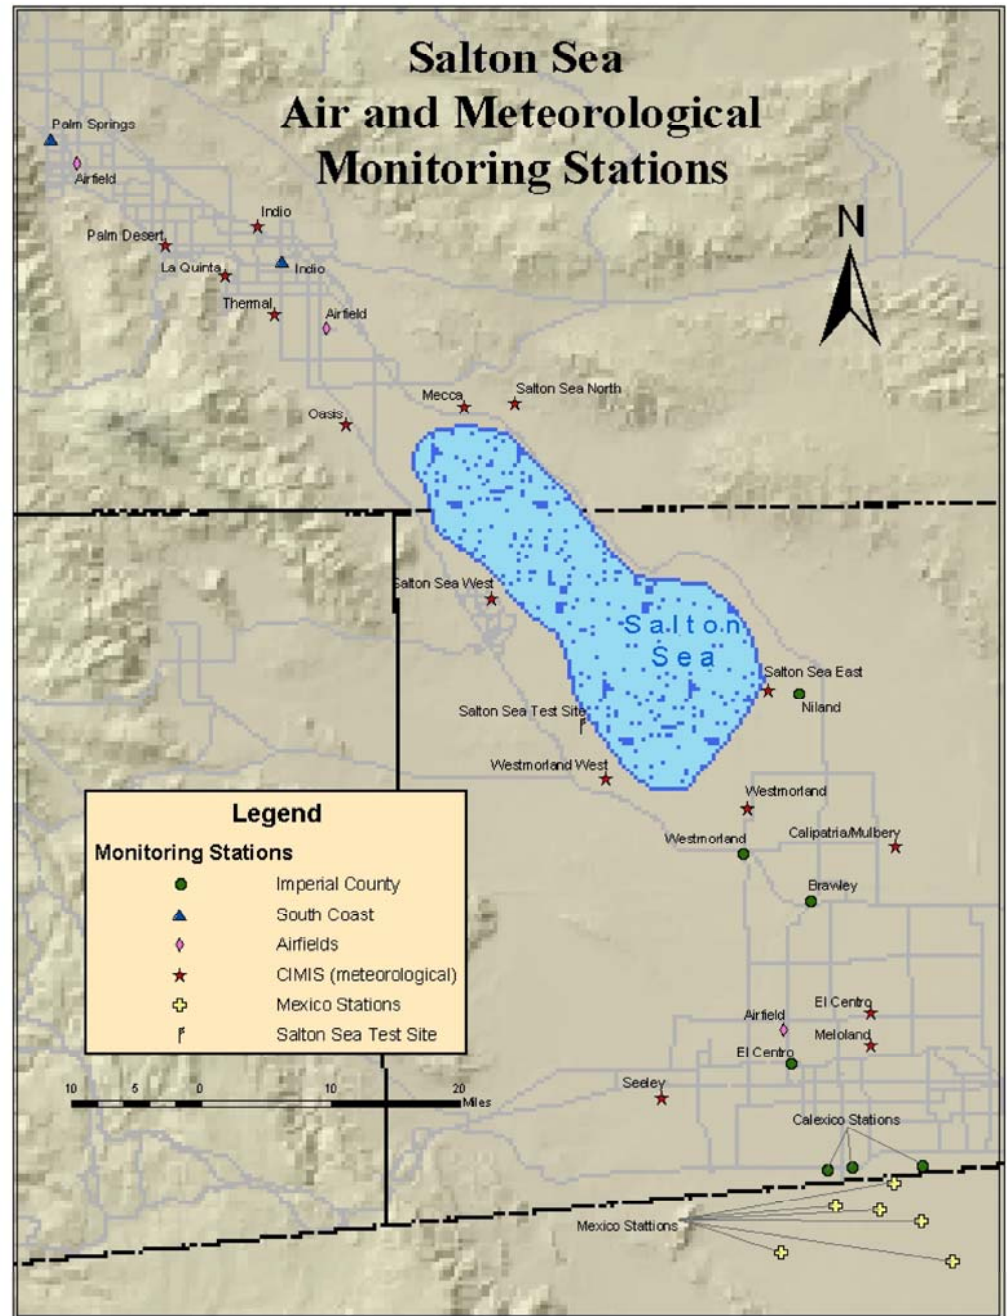 Salton Sea
Air and Meteorological
Monitoring Stations
N
Palm Springs
Airfield
Indio
Palm Desert
La Quinta
Indio
Thermal
Airfield
Mecca
Salton Sea North
Oasis
Salton Sea West
Salton
Sea
Salton Sea East
Niland
Salton Sea Test Site
Westmorland West
Westmorland
Westmorland
Calipatria/Mulbery
Brawley
Legend
Monitoring Stations
Imperial County
South Coast
Airfields
CIMIS (meteorological)
Mexico Stations
Salton Sea Test Site
El Centro
Airfield
Meloland
El Centro
Seeley
10 5 0 10 20
Miles
Calexico Stations
Mexico Stattions